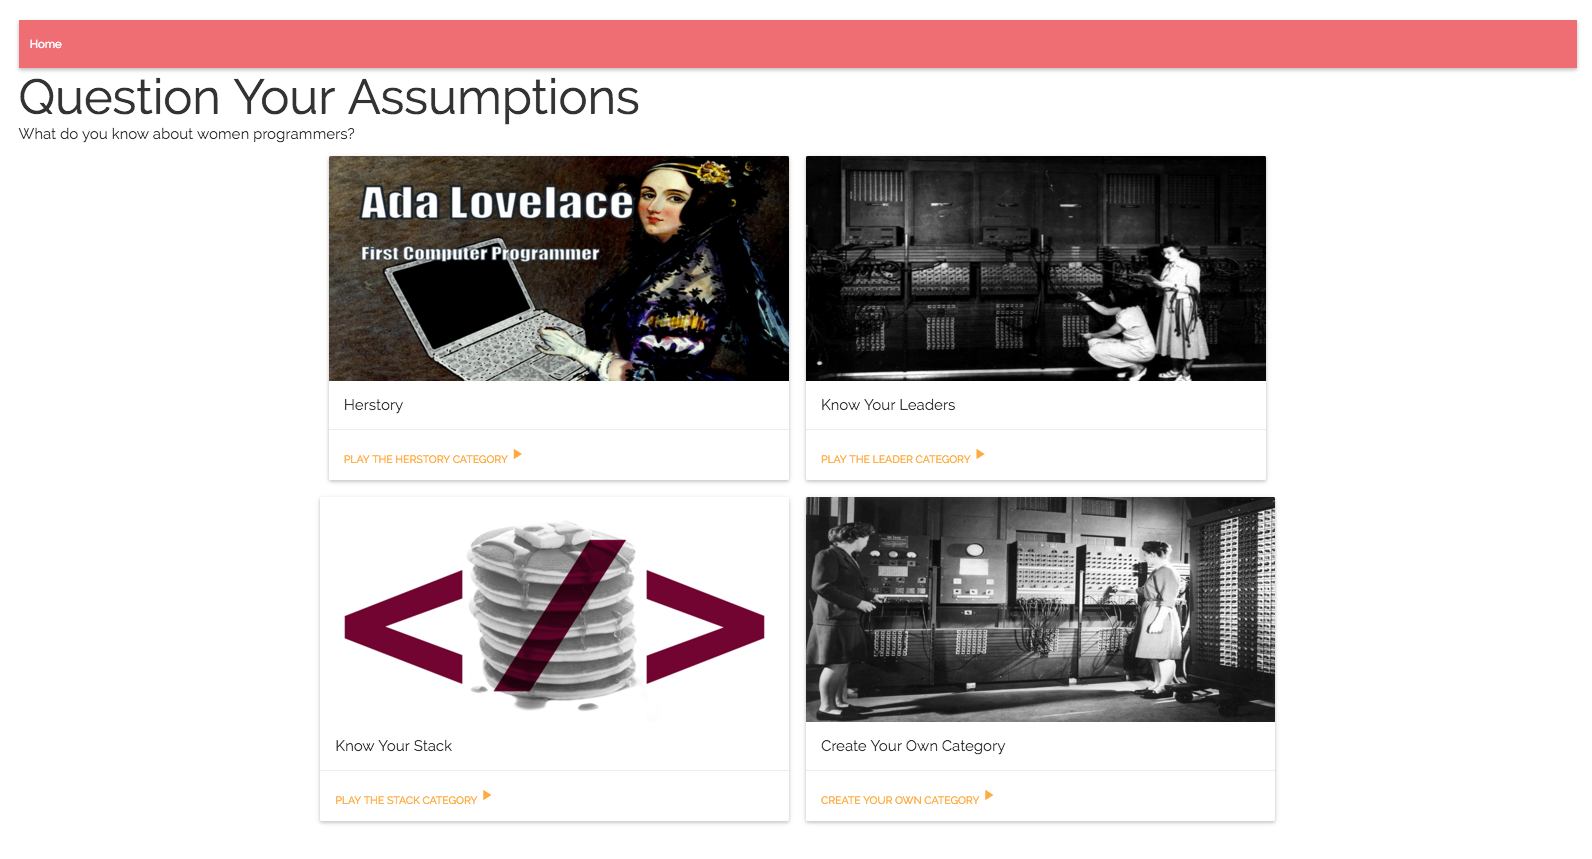 Home
Question Your Assumptions
What do you know about women programmers?
Ada Lovelace
First Computer Programmer
Herstory
PLAY THE HERSTORY CATEGORY
Know Your Leaders
PLAY THE LEADER CATEGORY
Know Your Stack
PLAY THE STACK CATEGORY
Create Your Own Category
CREATE YOUR OWN CATEGORY